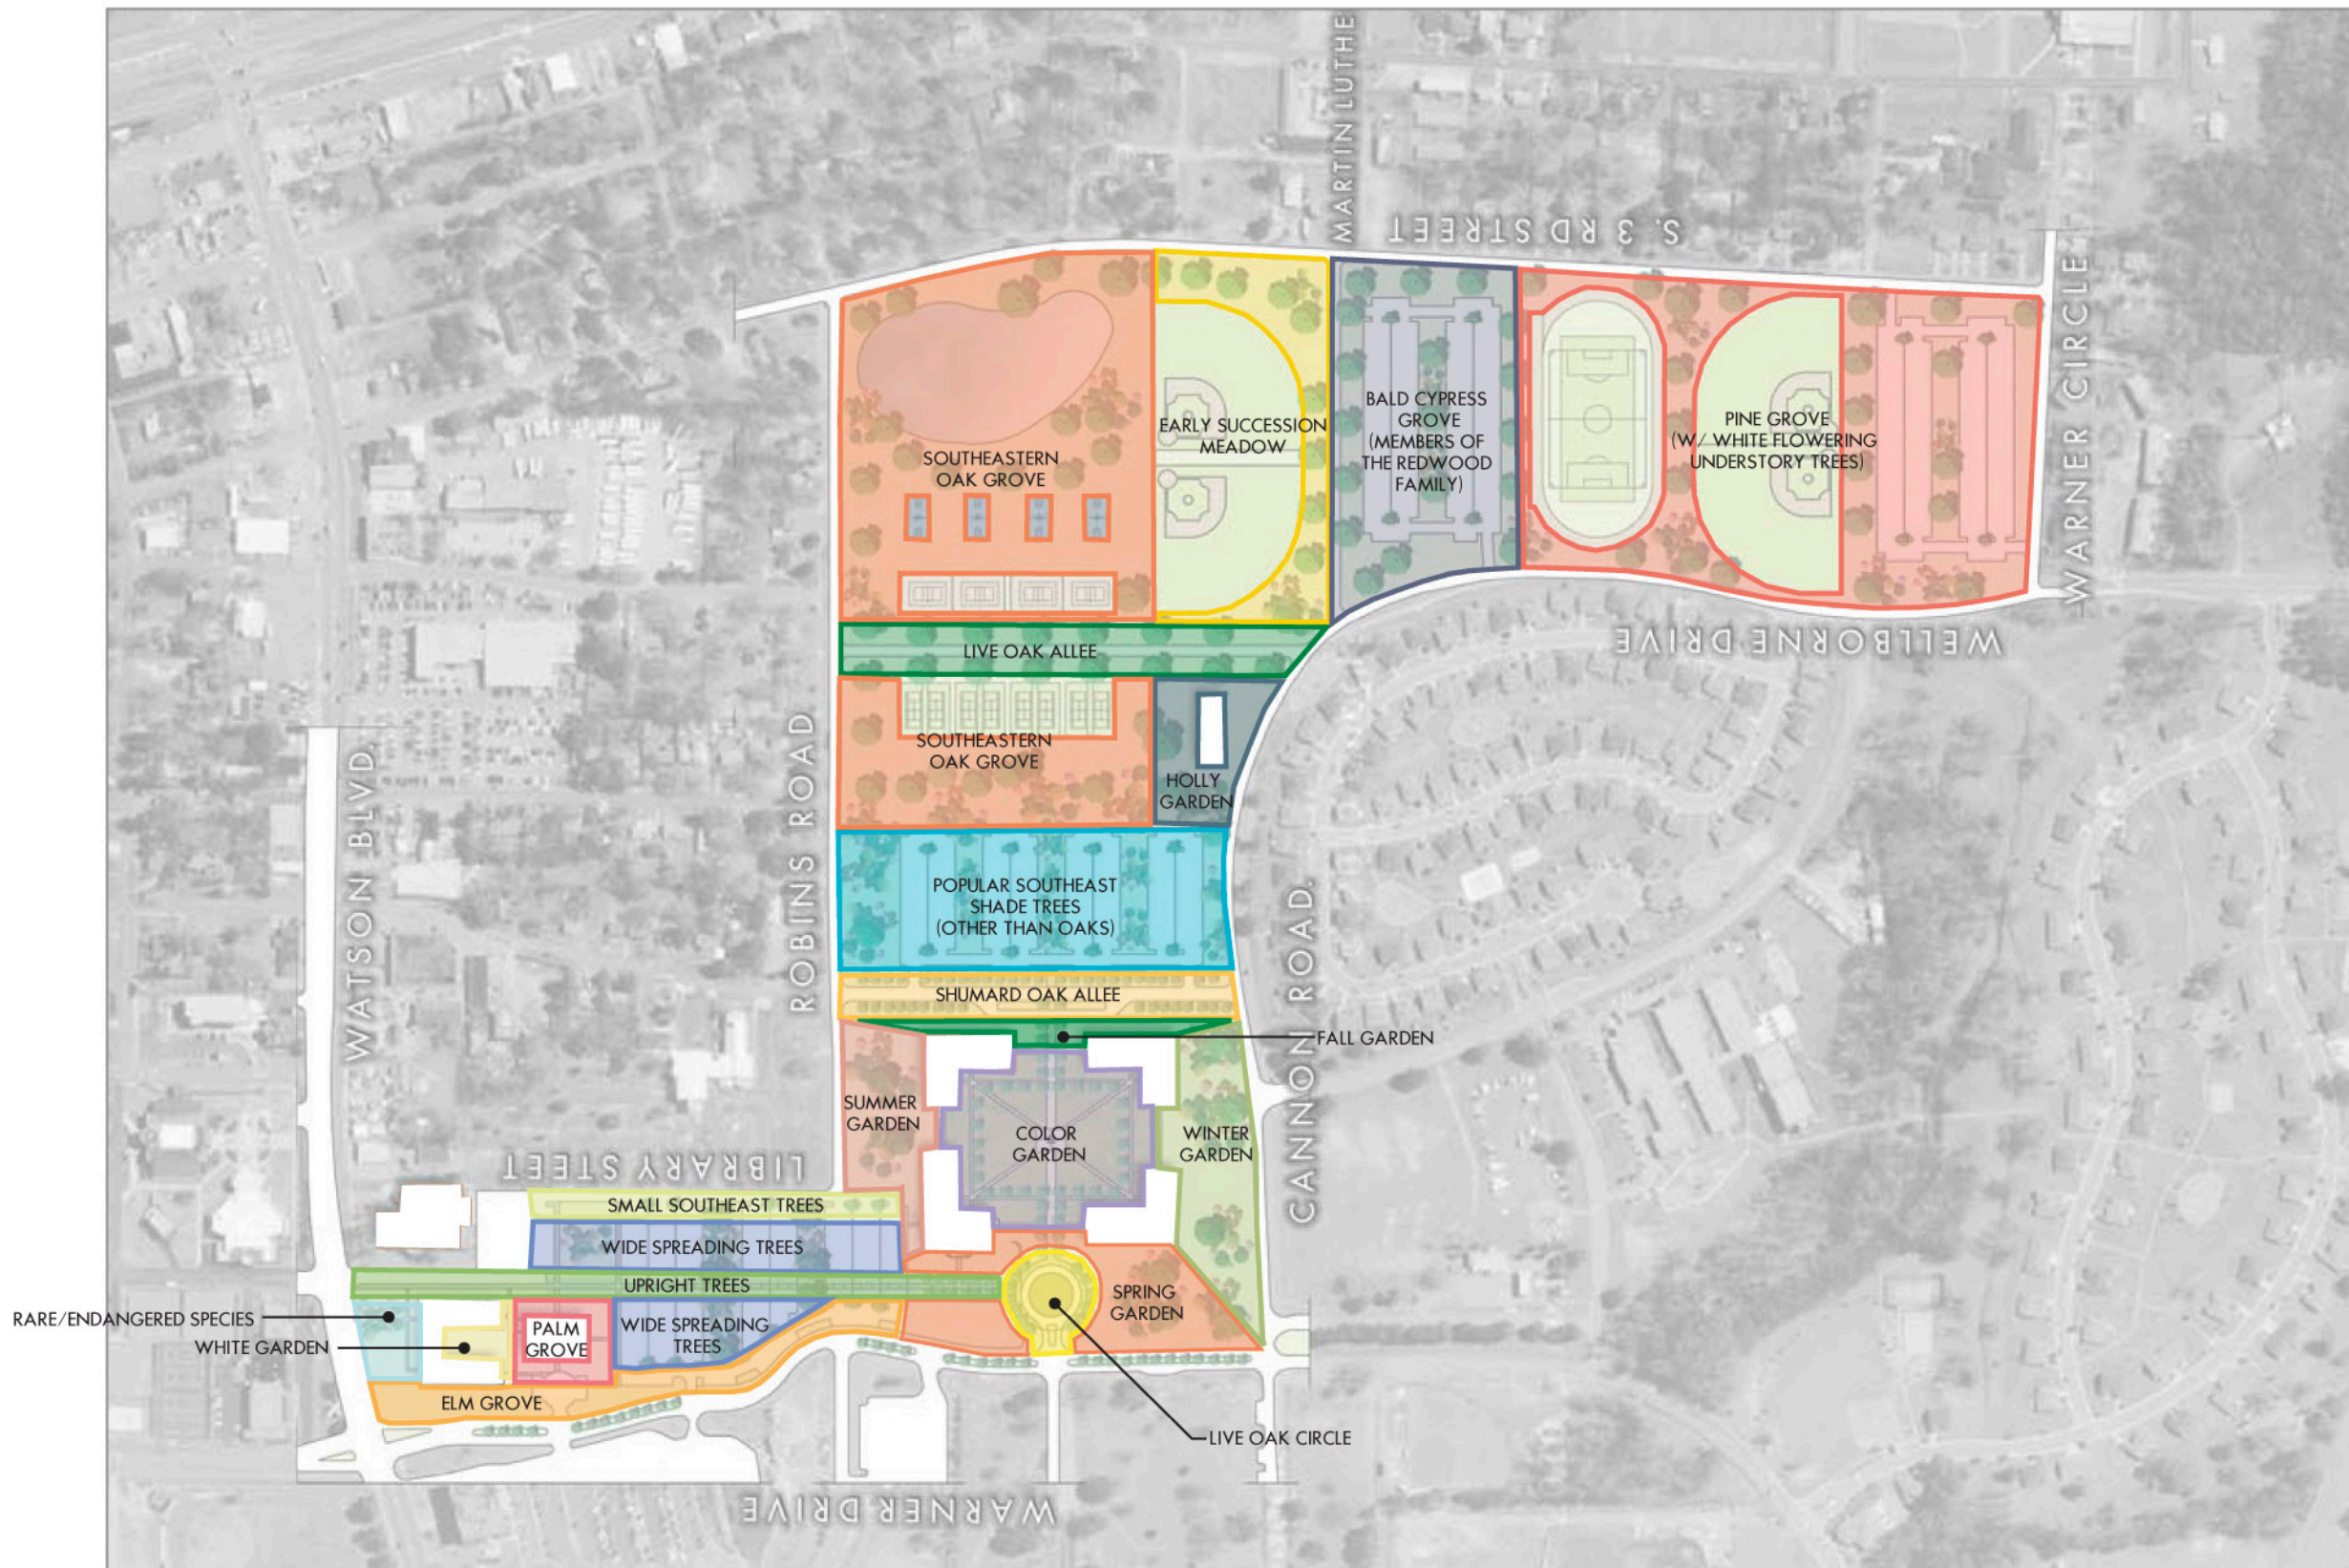 MARTIN LUTHE
S. 3 RD STREET
WARNER CIRCLE
BALD CYPRESS
GROVE
(MEMBERS OF
THE REDWOOD
FAMILY)
PINE GROVE
(W/ WHITE FLOWERING
UNDERSTORY TREES)
EARLY SUCCESSION
MEADOW
SOUTHEASTERN
OAK GROVE
WELLBORNE DRIVE
LIVE OAK ALLEE
SOUTHEASTERN
OAK GROVE
HOLLY
GARDEN
WATSON BLVD.
ROBINS ROAD
POPULAR SOUTHEAST
SHADE TREES
(OTHER THAN OAKS)
CANNON ROAD.
SHUMARD OAK ALLEE
FALL GARDEN
SUMMER
GARDEN
COLOR
GARDEN
WINTER
GARDEN
LIBRARY STEET
SMALL SOUTHEAST TREES
WIDE SPREADING TREES
UPRIGHT TREES
SPRING
GARDEN
RARE/ENDANGERED SPECIES
WHITE GARDEN
PALM
GROVE
WIDE SPREADING
TREES
ELM GROVE
LIVE OAK CIRCLE
WARNER DRIVE